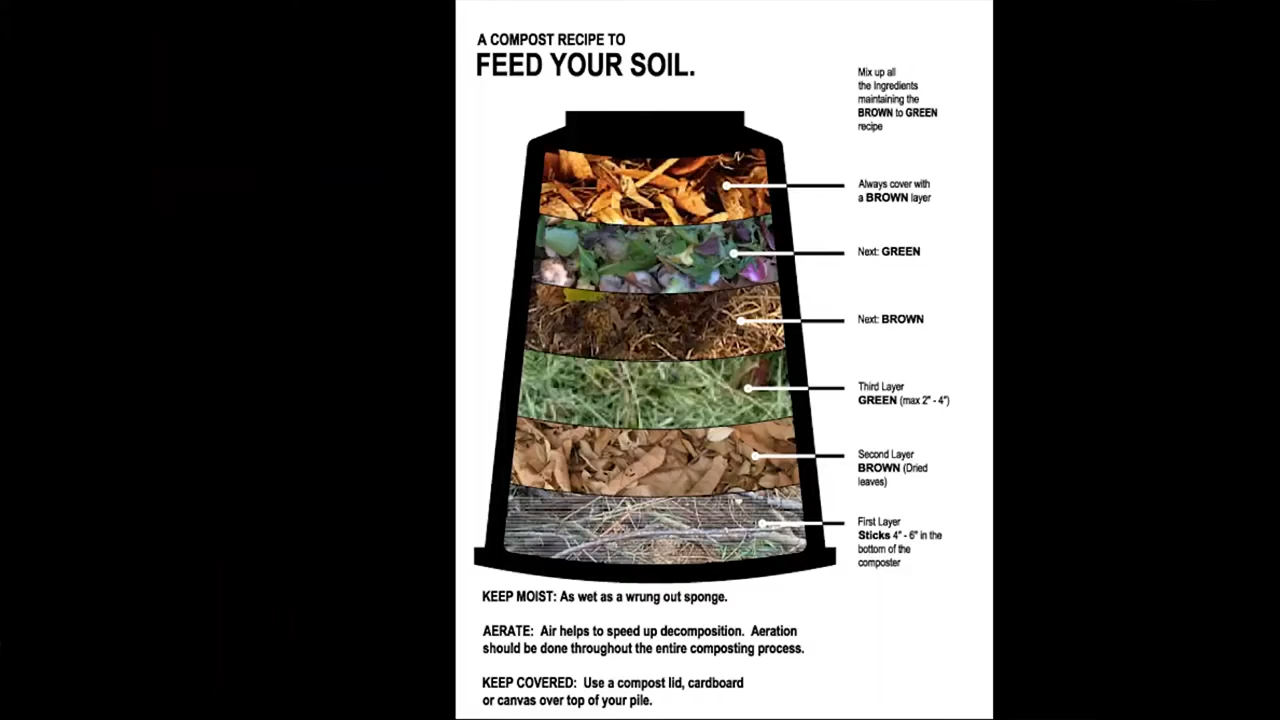 A COMPOST RECIPE TO
FEED YOUR SOIL.
Mix up all
the Ingredients
maintaining the
BROWN to GREEN
recipe
Always cover with
a BROWN layer
Next: GREEN
Next: BROWN
Third Layer
GREEN (max 2" - 4")
Second Layer
BROWN (Dried
leaves)
First Layer
Sticks 4" - 6" in the
bottom of the
composter
KEEP MOIST: As wet as a wrung out sponge.
AERATE: Air helps to speed up decomposition. Aeration
should be done throughout the entire composting process.
KEEP COVERED: Use a compost lid, cardboard
or canvas over top of your pile.